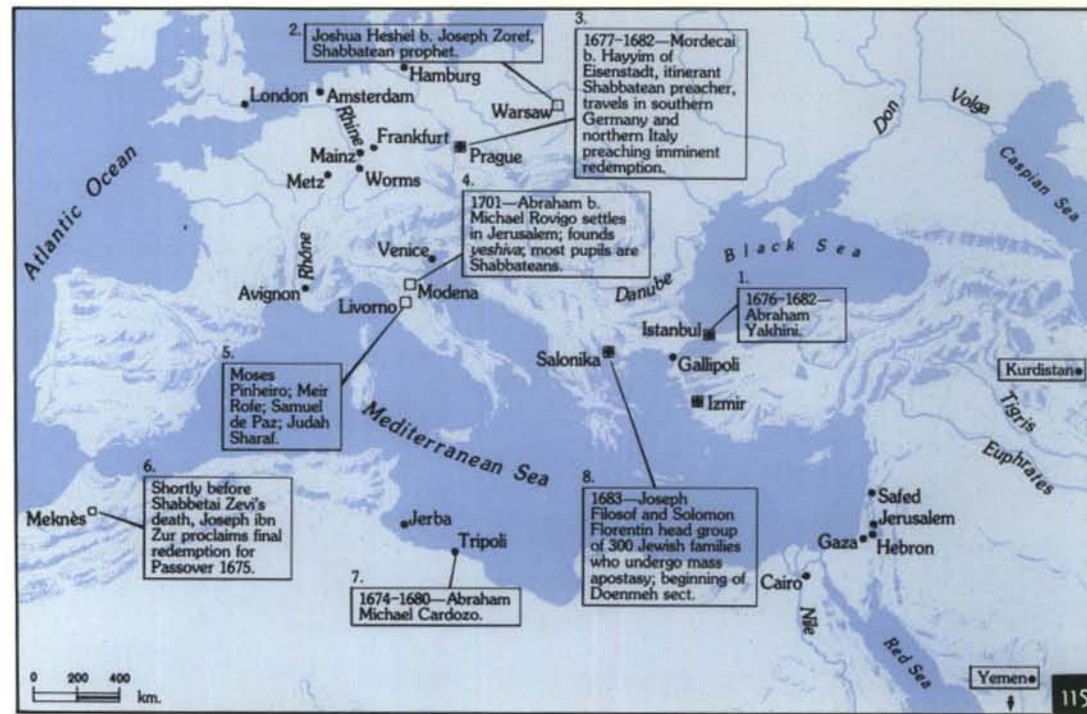 2.
Joshua Heshel b. Joseph Zoref,
Shabbatean prophet.
3.
1677-1682—Mordecai
b. Hayyim of
Eisenstadt, itinerant
Shabbatean preacher,
travels in southern
Germany and
northern Italy
preaching imminent
redemption.
Hamburg
London
Amsterdam
Warsaw
Rhine
Frankfurt
Mainz
Prague
Metz
Worms
Don
Volga
Caspian Sea
Atlantic Ocean
4.
1701—Abraham b.
Michael Rovigo settles
in Jerusalem; founds
yeshiva; most pupils are
Shabbateans.
Rhône
Venice
Avignon
Modena
Livorno
Danube
Black Sea
1.
1676-1682—
Abraham
Yakhini.
Istanbul
Salonika
Gallipoli
Izmir
Kurdistan
Tigris
Euphrates
5.
Moses
Pinheiro; Meir
Rofe; Samuel
de Paz; Judah
Sharaf.
Mediterranean Sea
6.
Shortly before
Shabbetai Zevi's
death, Joseph ibn
Zur proclaims final
redemption for
Passover 1675.
Meknès
Jerba
Tripoli
7.
1674-1680—Abraham
Michael Cardozo.
8.
1683—Joseph
Filosof and Solomon
Florentin head group
of 300 Jewish families
who undergo mass
apostasy; beginning of
Doenmeh sect.
Safed
Jerusalem
Gaza
Hebron
Cairo
Nile
Red Sea
Yemen
0 200 400
km.
115